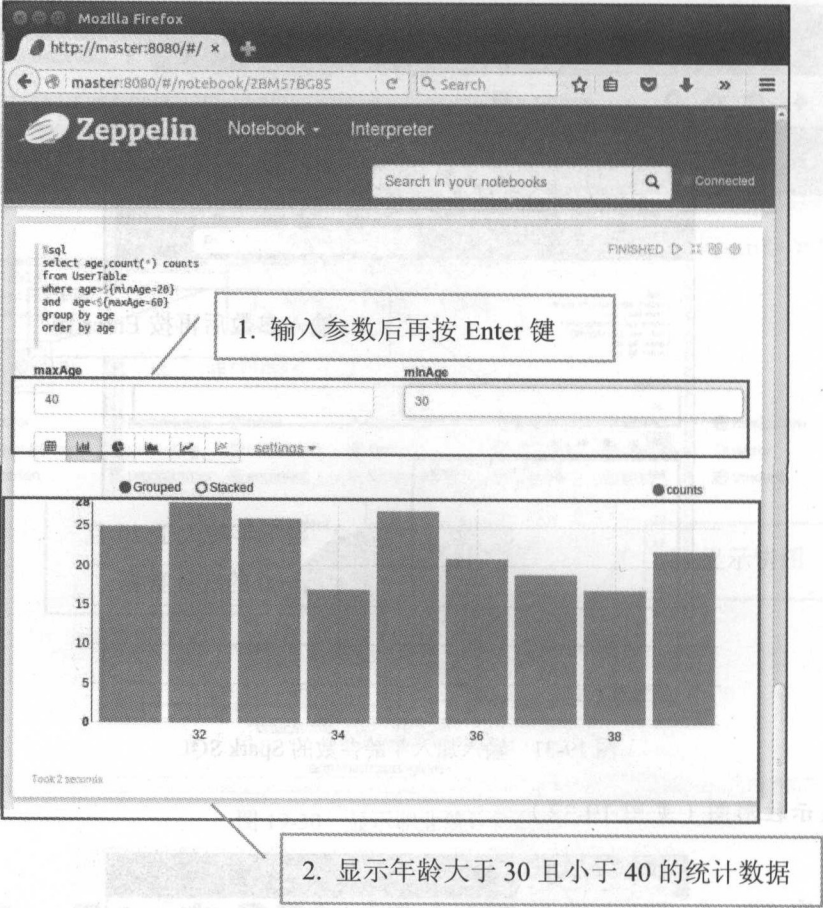 Mozilla Firefox
http://master:8080/#/ × +
master:8080/#/notebook/2BM57BG85
Search
Zeppelin Notebook Interpreter
Search in your notebooks
Connected
%sql
select age,count(*) counts
from UserTable
where age>${minAge=20}
and age<${maxAge=60}
group by age
order by age
FINISHED
1. 输入参数后再按 Enter 键
maxAge minAge
40 30
settings
Grouped Stacked
counts
28
25
20
15
10
5
0
32 34 36 38
Took 2 seconds
2. 显示年龄大于 30 且小于 40 的统计数据